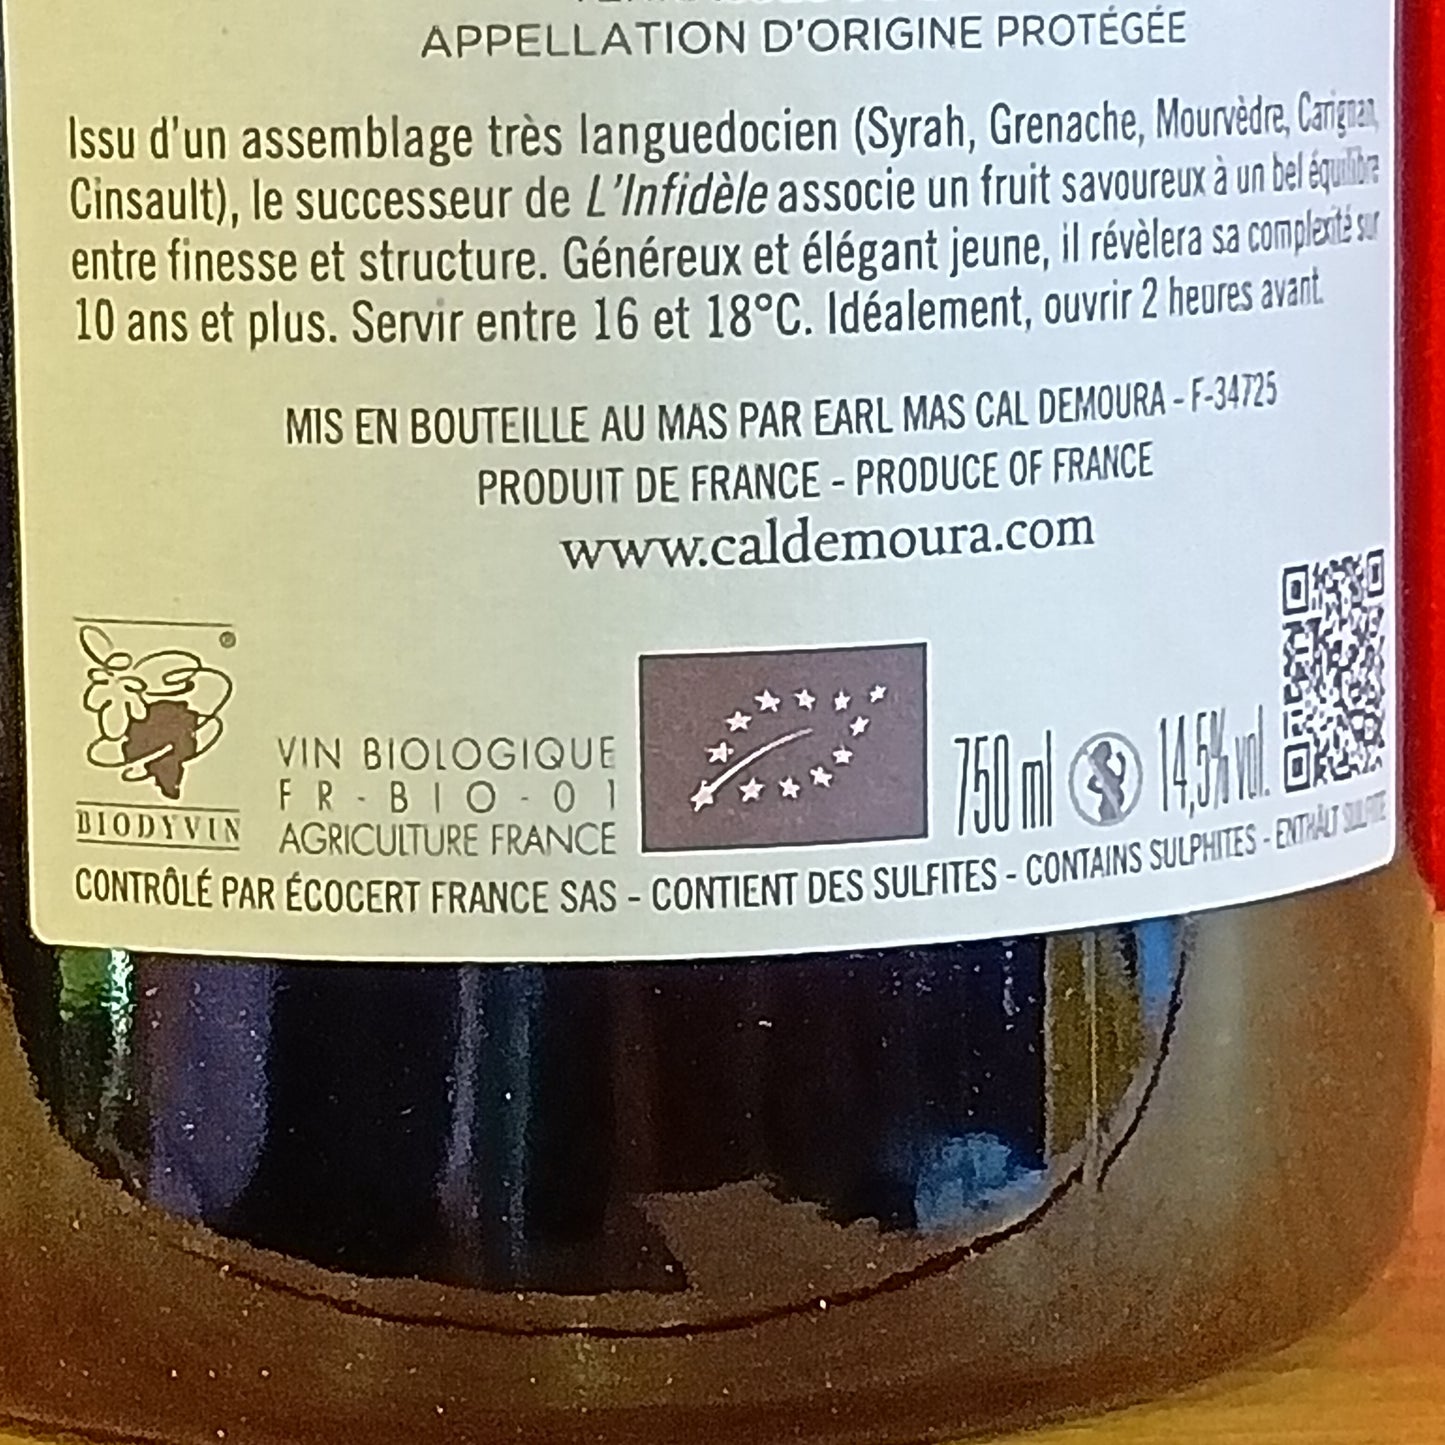 APPELLATION D'ORIGINE PROTÉGÉE
Issu d'un assemblage très languedocien (Syrah, Grenache, Mourvèdre, Carignan,
Cinsault), le successeur de L'Infidèle associe un fruit savoureux à un bel équilibre
entre finesse et structure. Généreux et élégant jeune, il révèlera sa complexité sur
10 ans et plus. Servir entre 16 et 18°C. Idéalement, ouvrir 2 heures avant.
MIS EN BOUTEILLE AU MAS PAR EARL MAS CAL DEMOURA - F-34725
PRODUIT DE FRANCE - PRODUCE OF FRANCE
www.caldemoura.com
®
BIODYVIN
VIN BIOLOGIQUE
FR-BIO-01
AGRICULTURE FRANCE
750 ml 14,5% vol.
CONTRÔLÉ PAR ÉCOCERT FRANCE SAS - CONTIENT DES SULFITES - CONTAINS SULPHITES - ENTHÄLT SULFITE